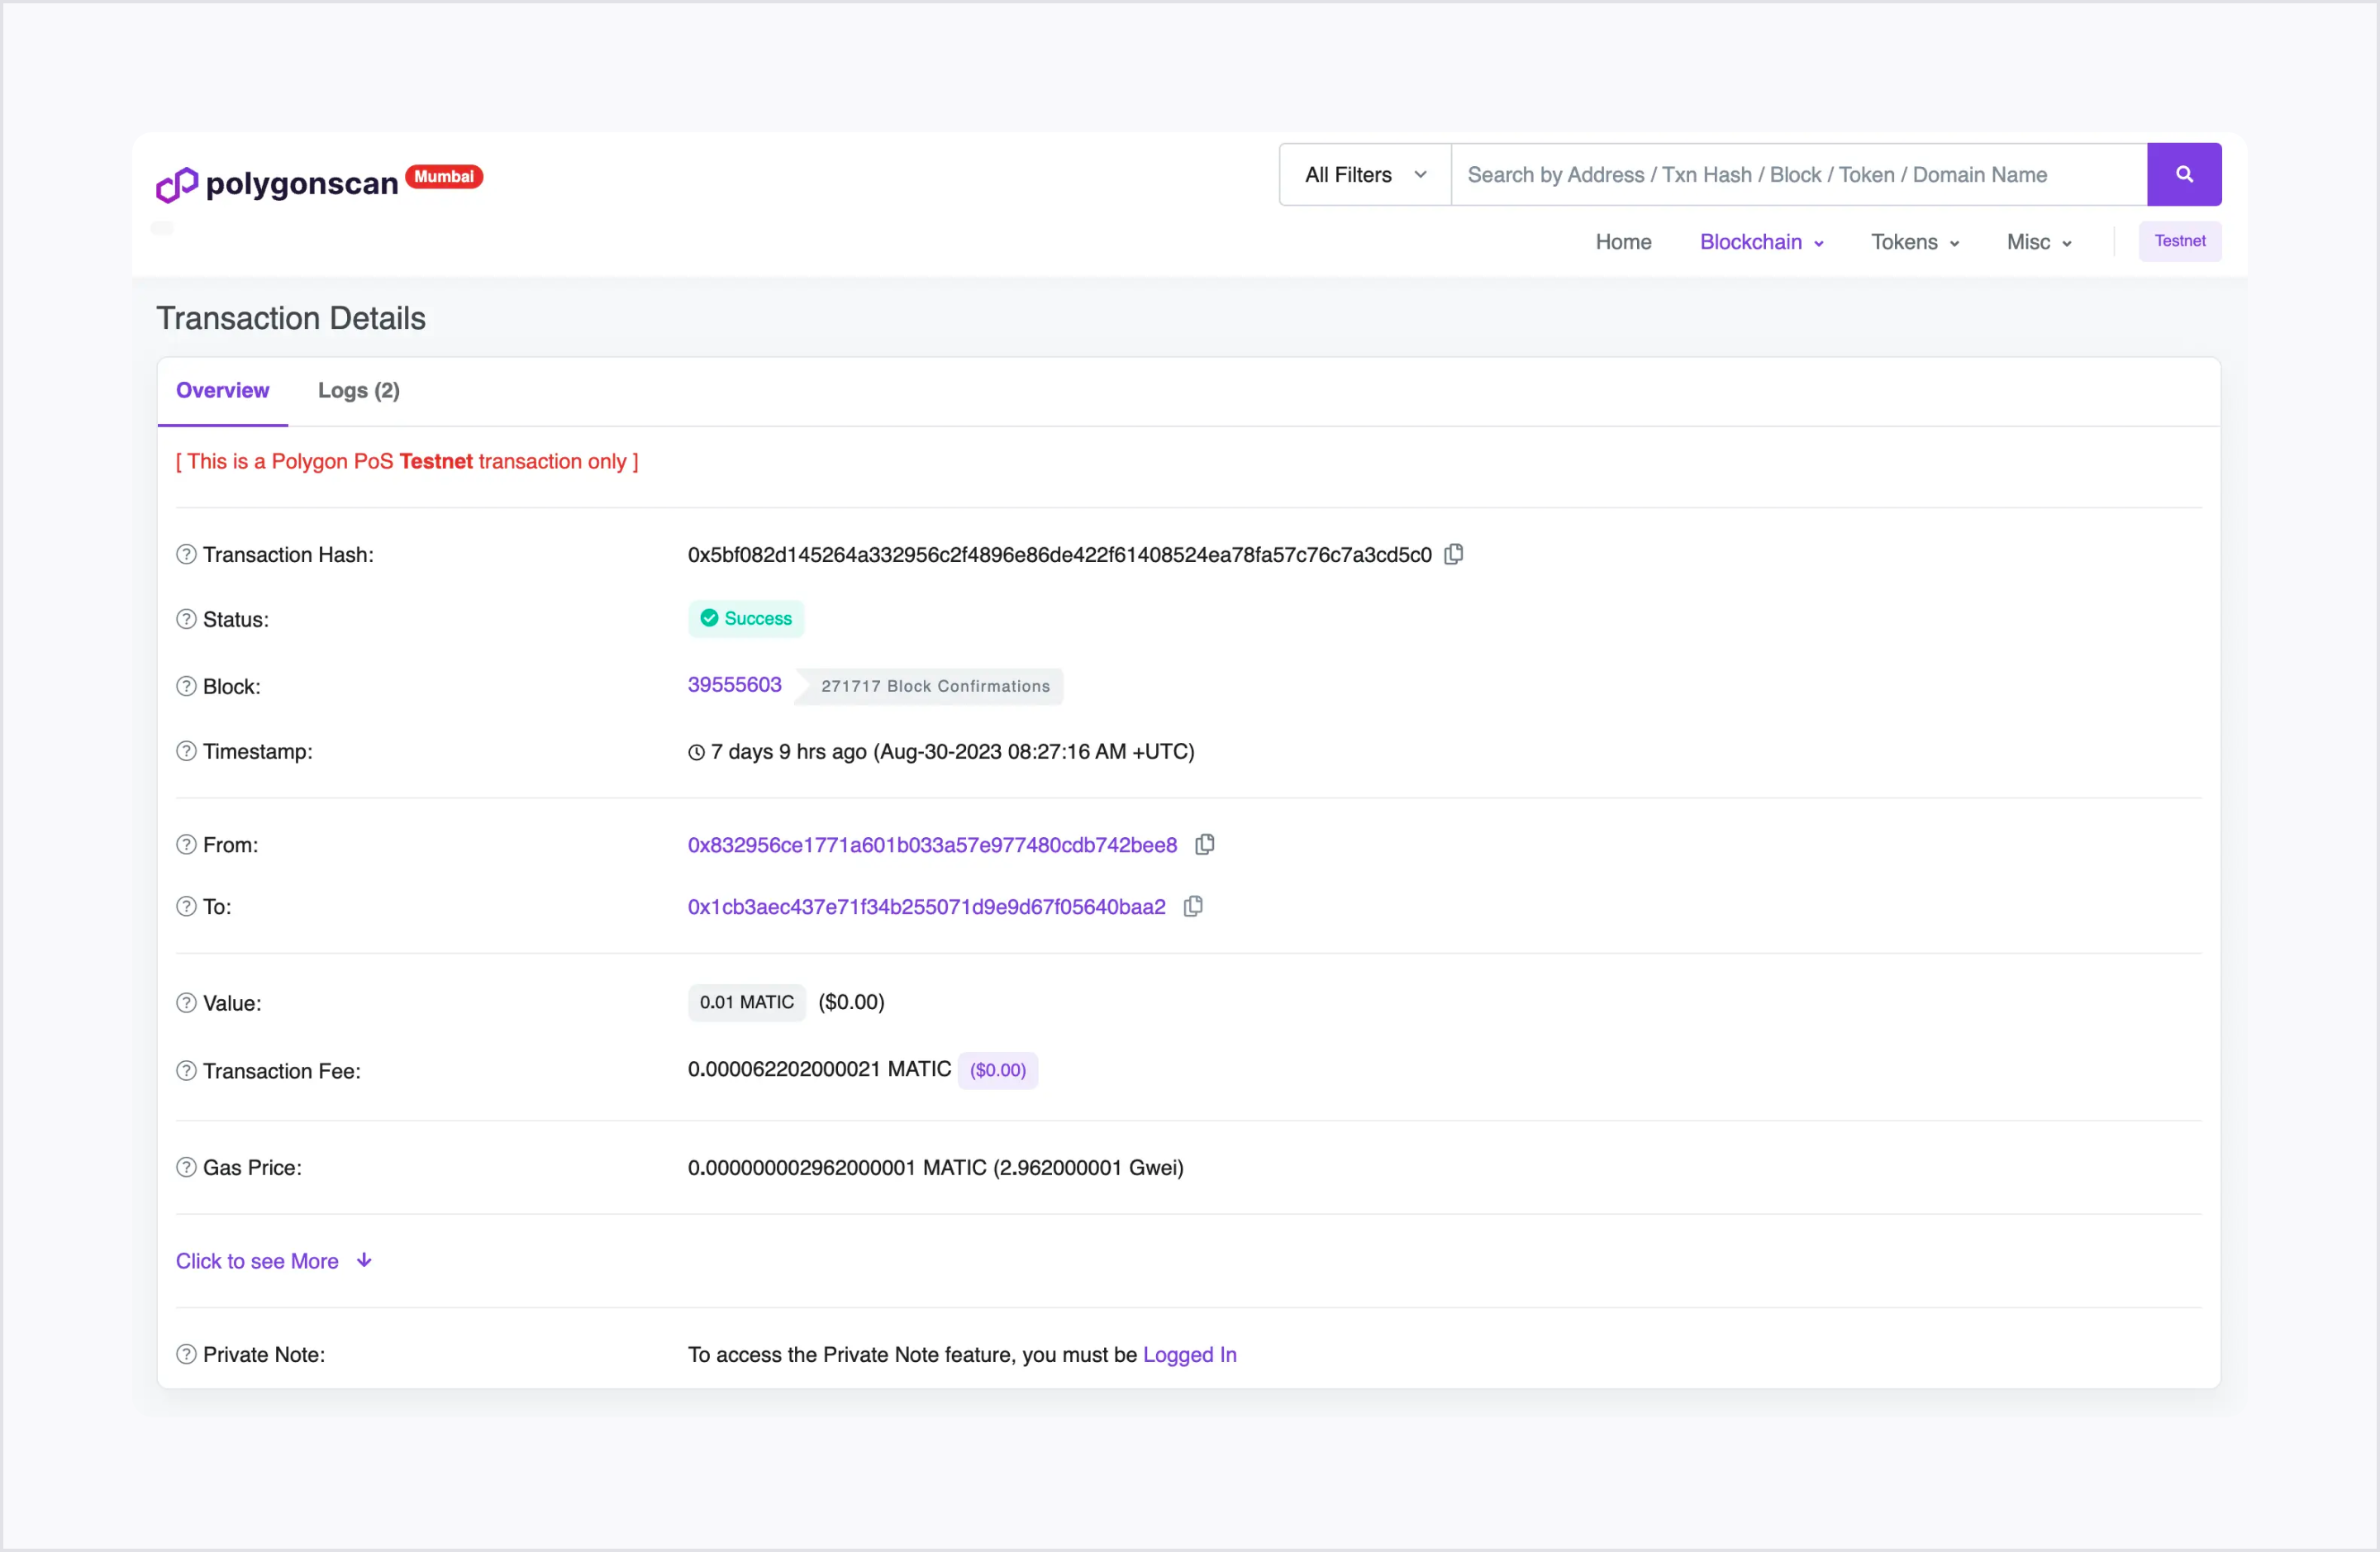 polygonscan Mumbai
All Filters Search by Address / Txn Hash / Block / Token / Domain Name
Home Blockchain Tokens Misc Testnet
Transaction Details
Overview Logs (2)
[ This is a Polygon PoS Testnet transaction only ]
Transaction Hash: 0x5bf082d145264a332956c2f4896e86de422f61408524ea78fa57c76c7a3cd5c0
Status: Success
Block: 39555603 271717 Block Confirmations
Timestamp: 7 days 9 hrs ago (Aug-30-2023 08:27:16 AM +UTC)
From: 0x832956ce1771a601b033a57e977480cdb742bee8
To: 0x1cb3aec437e71f34b255071d9e9d67f05640baa2
Value: 0.01 MATIC ($0.00)
Transaction Fee: 0.000062202000021 MATIC ($0.00)
Gas Price: 0.000000002962000001 MATIC (2.962000001 Gwei)
Click to see More
Private Note: To access the Private Note feature, you must be Logged In